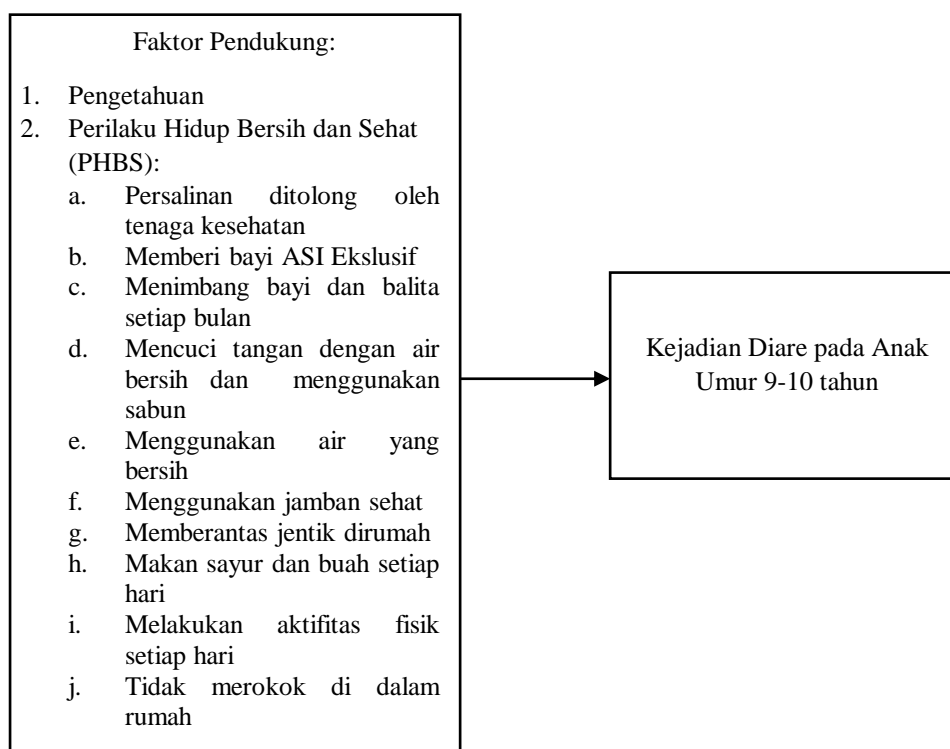 Faktor Pendukung:
1. Pengetahuan
2. Perilaku Hidup Bersih dan Sehat
(PHBS):
a. Persalinan ditolong oleh
tenaga kesehatan
b. Memberi bayi ASI Ekslusif
c. Menimbang bayi dan balita
setiap bulan
d. Mencuci tangan dengan air
bersih dan menggunakan
sabun
e. Menggunakan air yang
bersih
f. Menggunakan jamban sehat
g. Memberantas jentik dirumah
h. Makan sayur dan buah setiap
hari
i. Melakukan aktifitas fisik
setiap hari
j. Tidak merokok di dalam
rumah
Kejadian Diare pada Anak
Umur 9-10 tahun